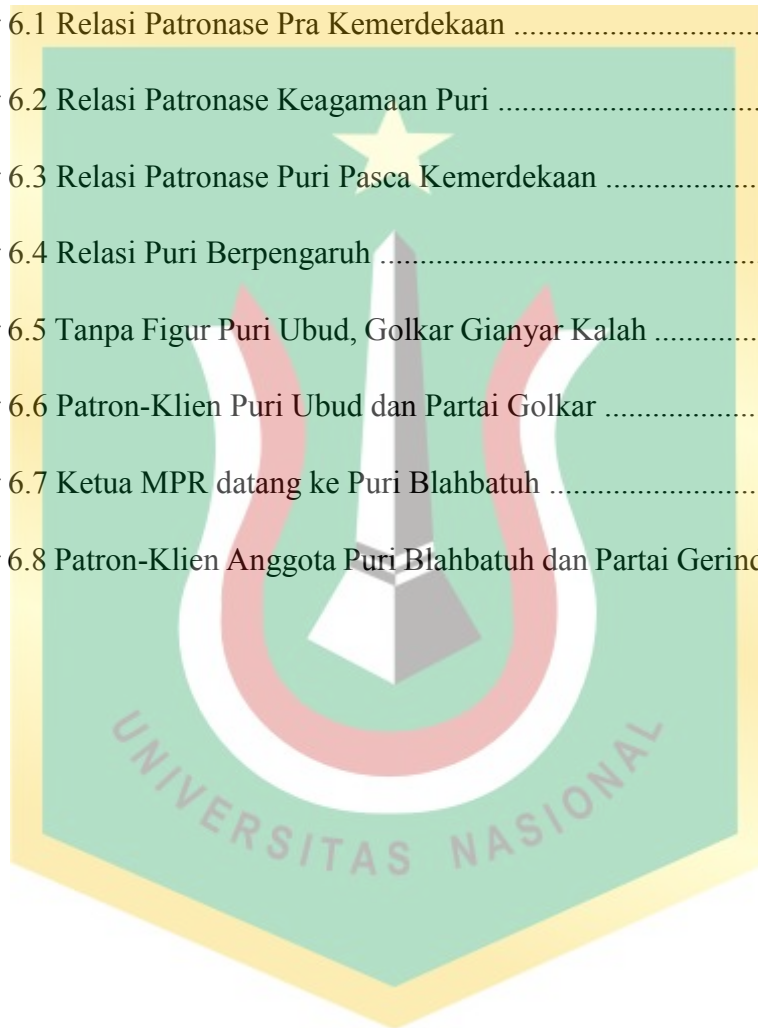 6.1 Relasi Patronase Pra Kemerdekaan ....................................
6.2 Relasi Patronase Keagamaan Puri ......................................
6.3 Relasi Patronase Puri Pasca Kemerdekaan ......................
6.4 Relasi Puri Berpengaruh ......................................................
6.5 Tanpa Figur Puri Ubud, Golkar Gianyar Kalah ...............
6.6 Patron-Klien Puri Ubud dan Partai Golkar ......................
6.7 Ketua MPR datang ke Puri Blahbatuh ..............................
6.8 Patron-Klien Anggota Puri Blahbatuh dan Partai
UNIVERSITAS NASIONAL